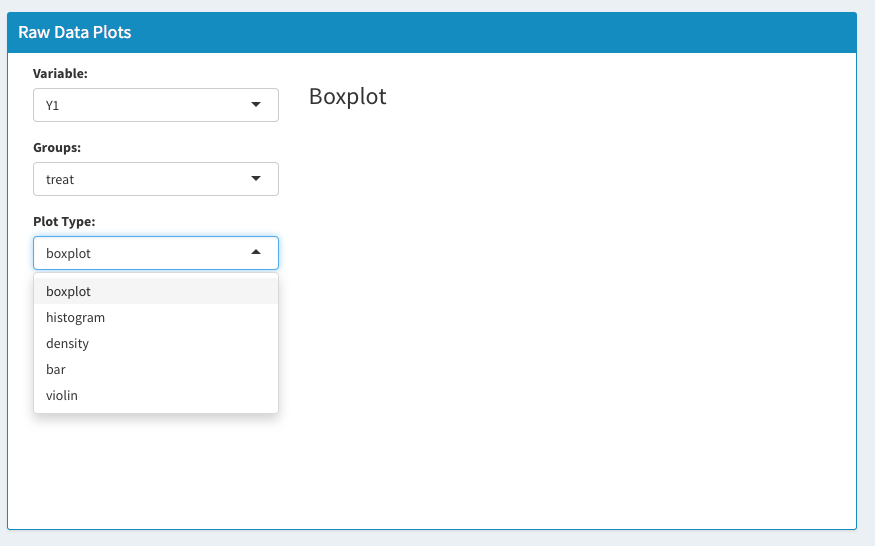 Raw Data Plots
Variable:
Y1
Boxplot
Groups:
treat
Plot Type:
boxplot
boxplot
histogram
density
bar
violin